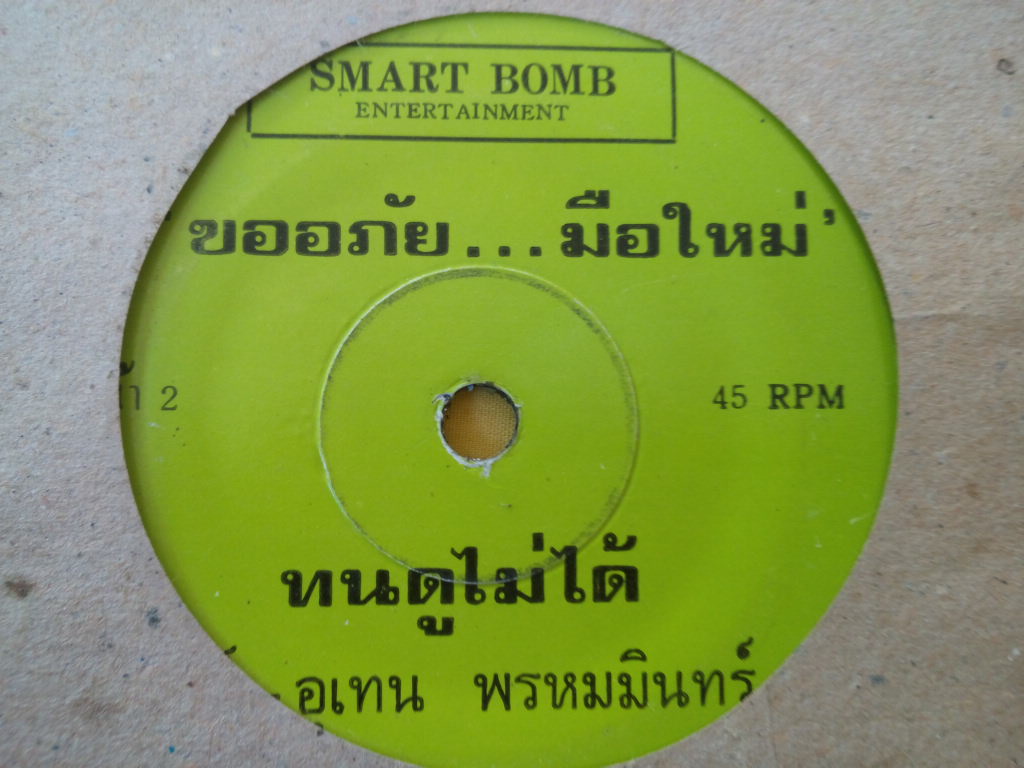 SMART BOMB
ENTERTAINMENT
'ขออภัย...มือใหม่'
2
45 RPM
ทนดูไม่ได้
อุเทน พรหมมินทร์